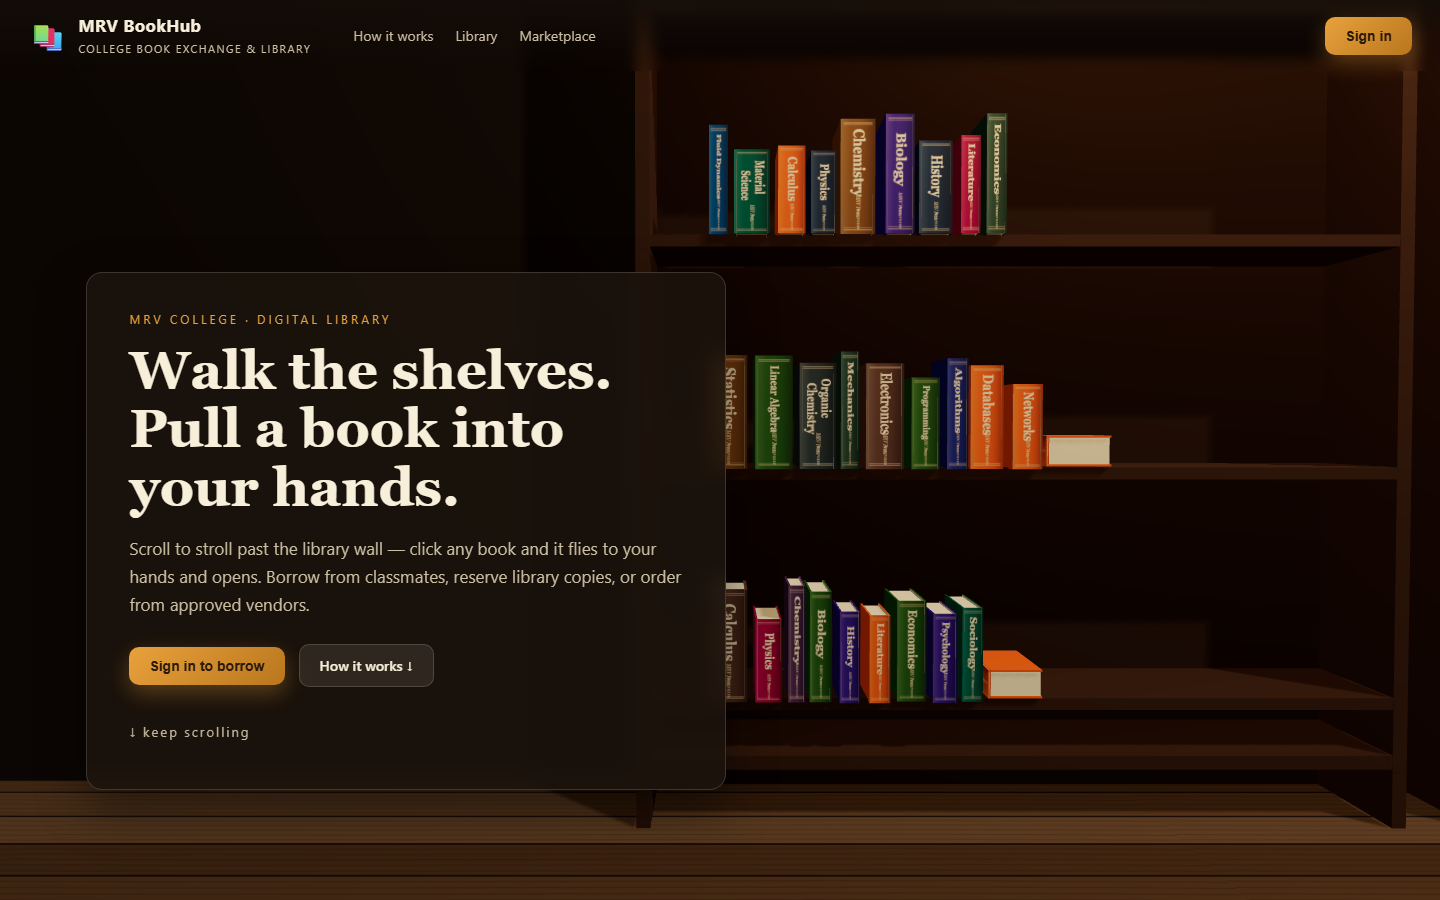 MRV BookHub
COLLEGE BOOK EXCHANGE & LIBRARY
How it works
Library
Marketplace
Sign in
Fluid Dynamics
Material
Science
Calculus
Physics
Chemistry
Biology
History
Literature
Economics
MRV COLLEGE · DIGITAL LIBRARY
Walk the shelves.
Pull a book into
your hands.
Scroll to stroll past the library wall — click any book and it flies to your
hands and opens. Borrow from classmates, reserve library copies, or order
from approved vendors.
Sign in to borrow
How it works ↓
↓ keep scrolling
Statistics
Linear Algebra
Organic
Chemistry
Mechanics
Electronics
Programming
Algorithms
Databases
Networks
Calculus
Physics
Chemistry
Biology
History
Literature
Economics
Psychology
Sociology